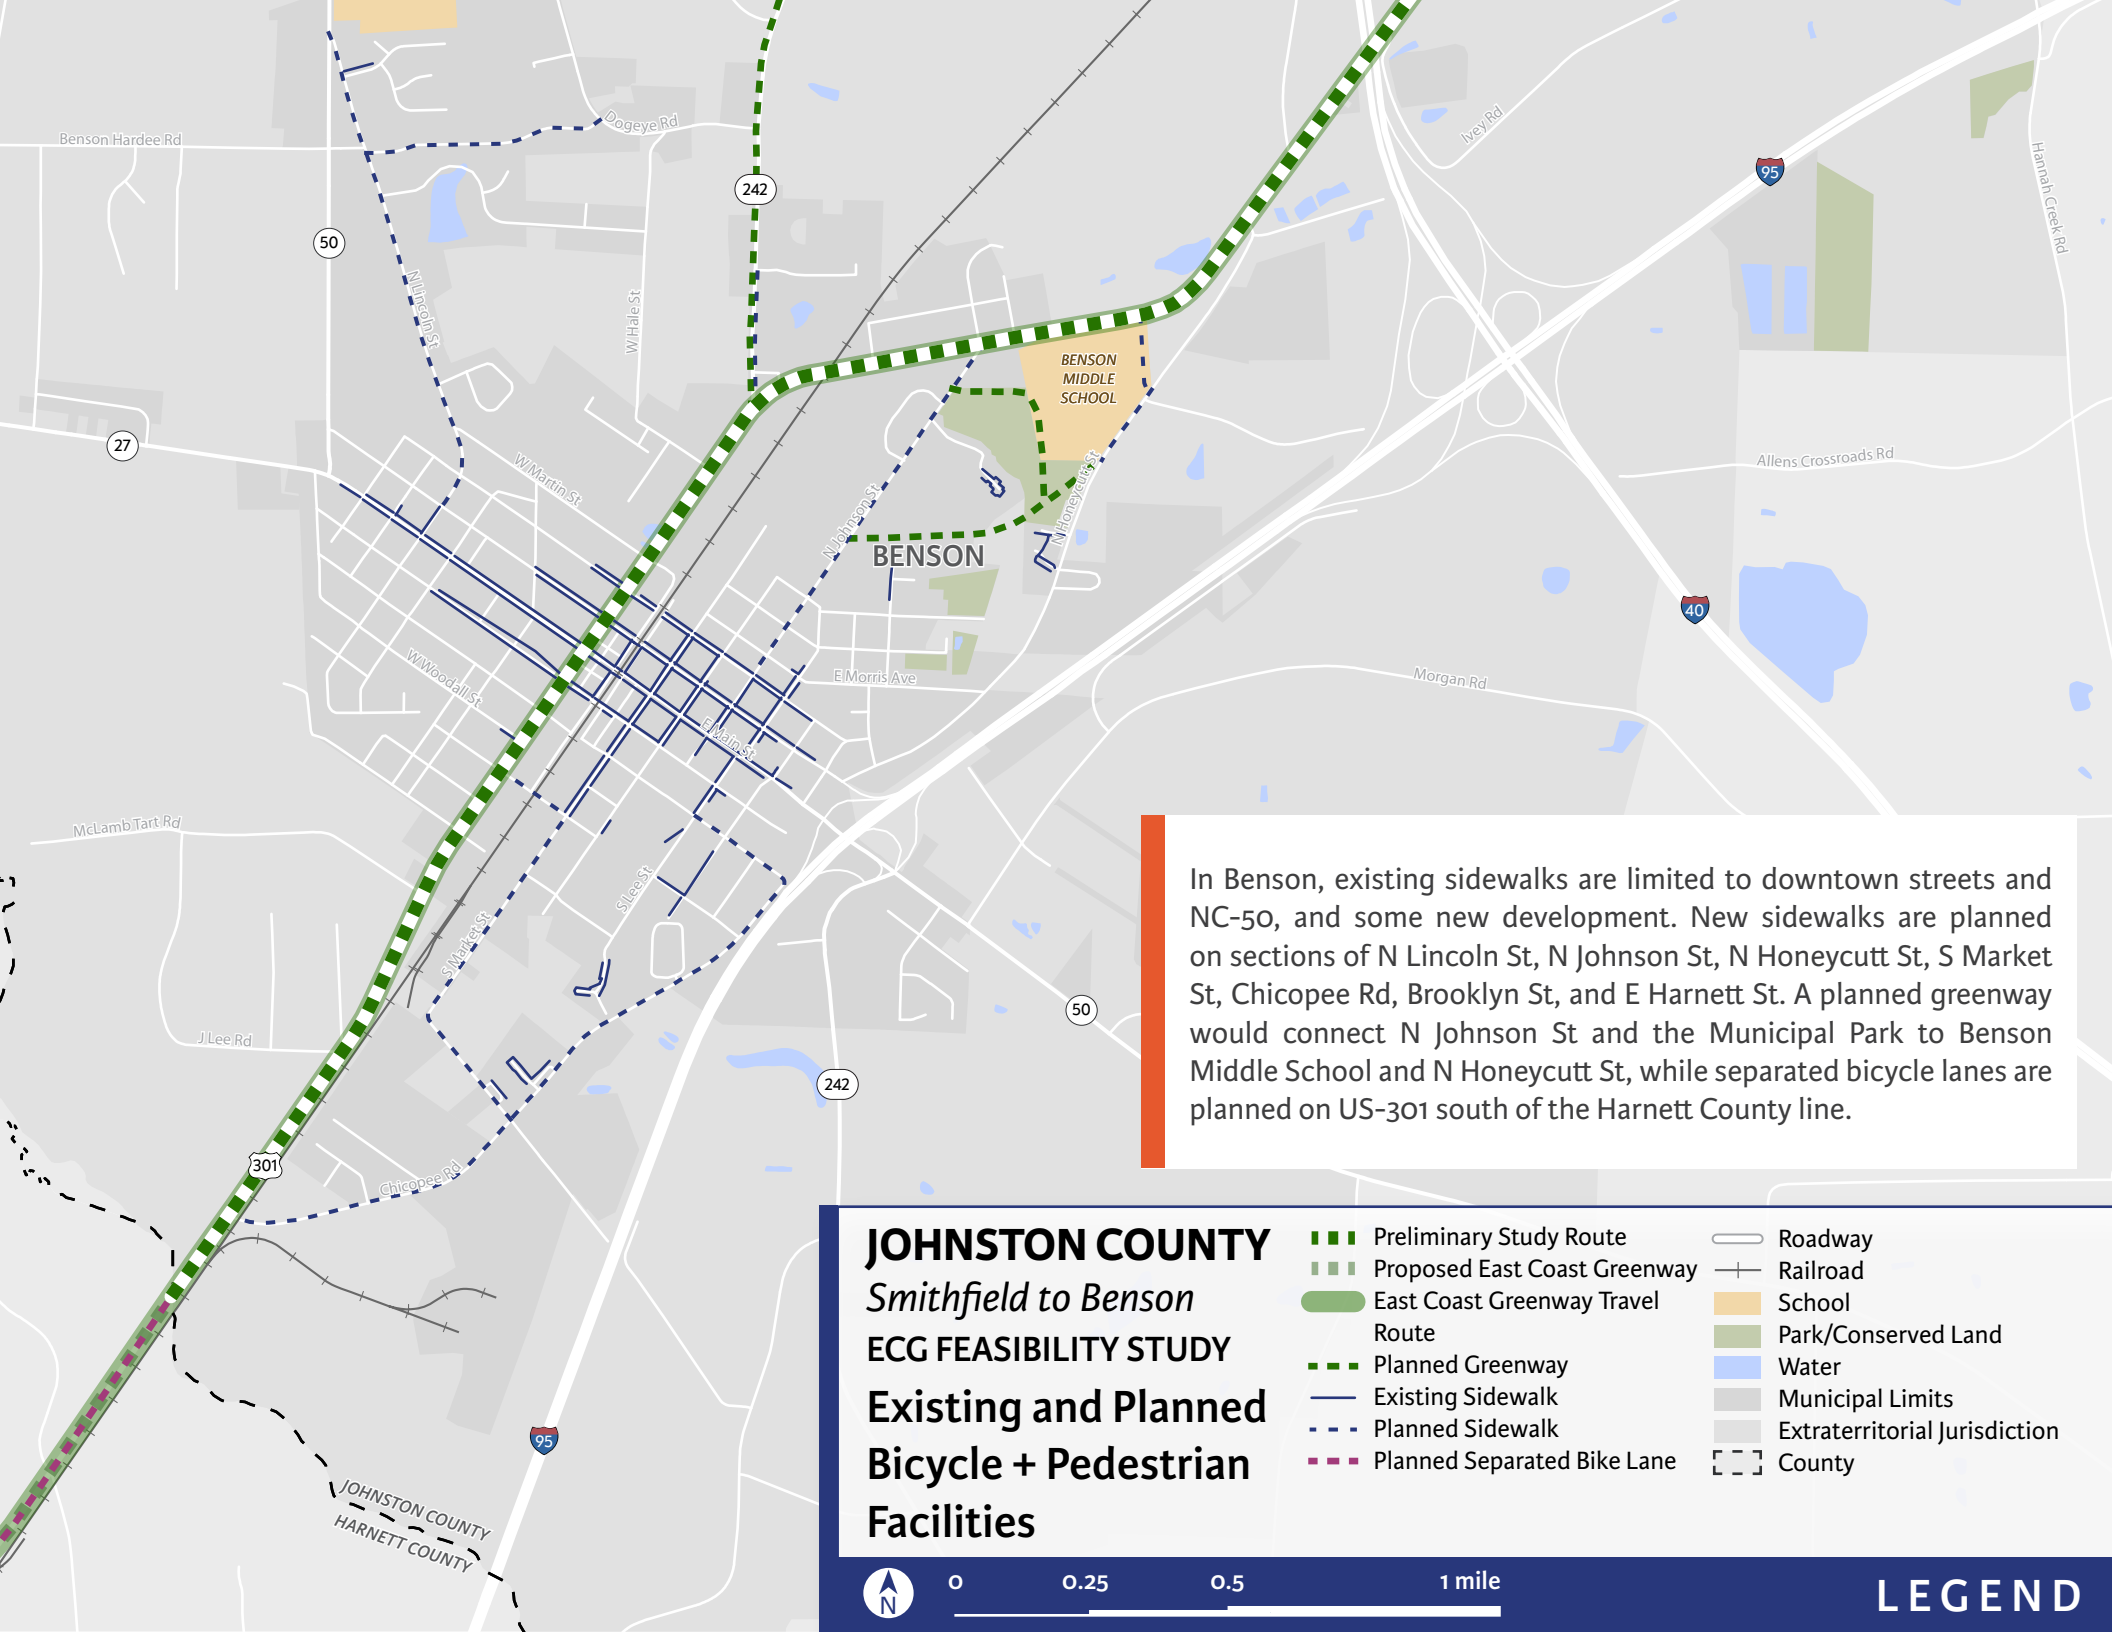 Benson Hardee Rd
Dogeye Rd
Ivey Rd
95
Hannah Creek Rd
242
50
N Lincoln St
W Hale St
BENSON
MIDDLE
SCHOOL
27
W Martin St
Allens Crossroads Rd
N Johnson St
N Honeycutt St
BENSON
40
W Woodall St
E Morris Ave
Morgan Rd
E Main St
McLamb Tart Rd
S Lee St
S Market St
50
J Lee Rd
242
301
Chicopee Rd
95
JOHNSTON COUNTY
HARNETT COUNTY
In Benson, existing sidewalks are limited to downtown streets and
NC-50, and some new development. New sidewalks are planned
on sections of N Lincoln St, N Johnson St, N Honeycutt St, S Market
St, Chicopee Rd, Brooklyn St, and E Harnett St. A planned greenway
would connect N Johnson St and the Municipal Park to Benson
Middle School and N Honeycutt St, while separated bicycle lanes are
planned on US-301 south of the Harnett County line.
JOHNSTON COUNTY
Smithfield to Benson
ECG FEASIBILITY STUDY
Existing and Planned
Bicycle + Pedestrian
Facilities
Preliminary Study Route
Proposed East Coast Greenway
East Coast Greenway Travel
Route
Planned Greenway
Existing Sidewalk
Planned Sidewalk
Planned Separated Bike Lane
Roadway
Railroad
School
Park/Conserved Land
Water
Municipal Limits
Extraterritorial Jurisdiction
County
N
0 0.25 0.5 1 mile
LEGEND